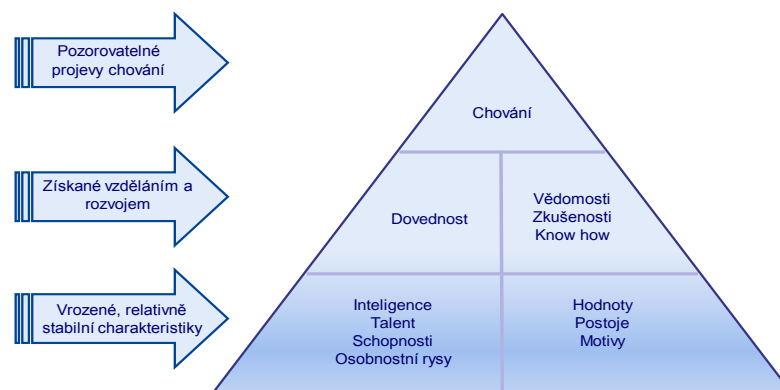 Pozorovatelné
projevy chování
Chování
Získané vzděláním a
rozvojem
Dovednost
Vědomosti
Zkušenosti
Know how
Vrozené, relativně
stabilní charakteristiky
Inteligence
Talent
Schopnosti
Osobnostní rysy
Hodnoty
Postoje
Motivy